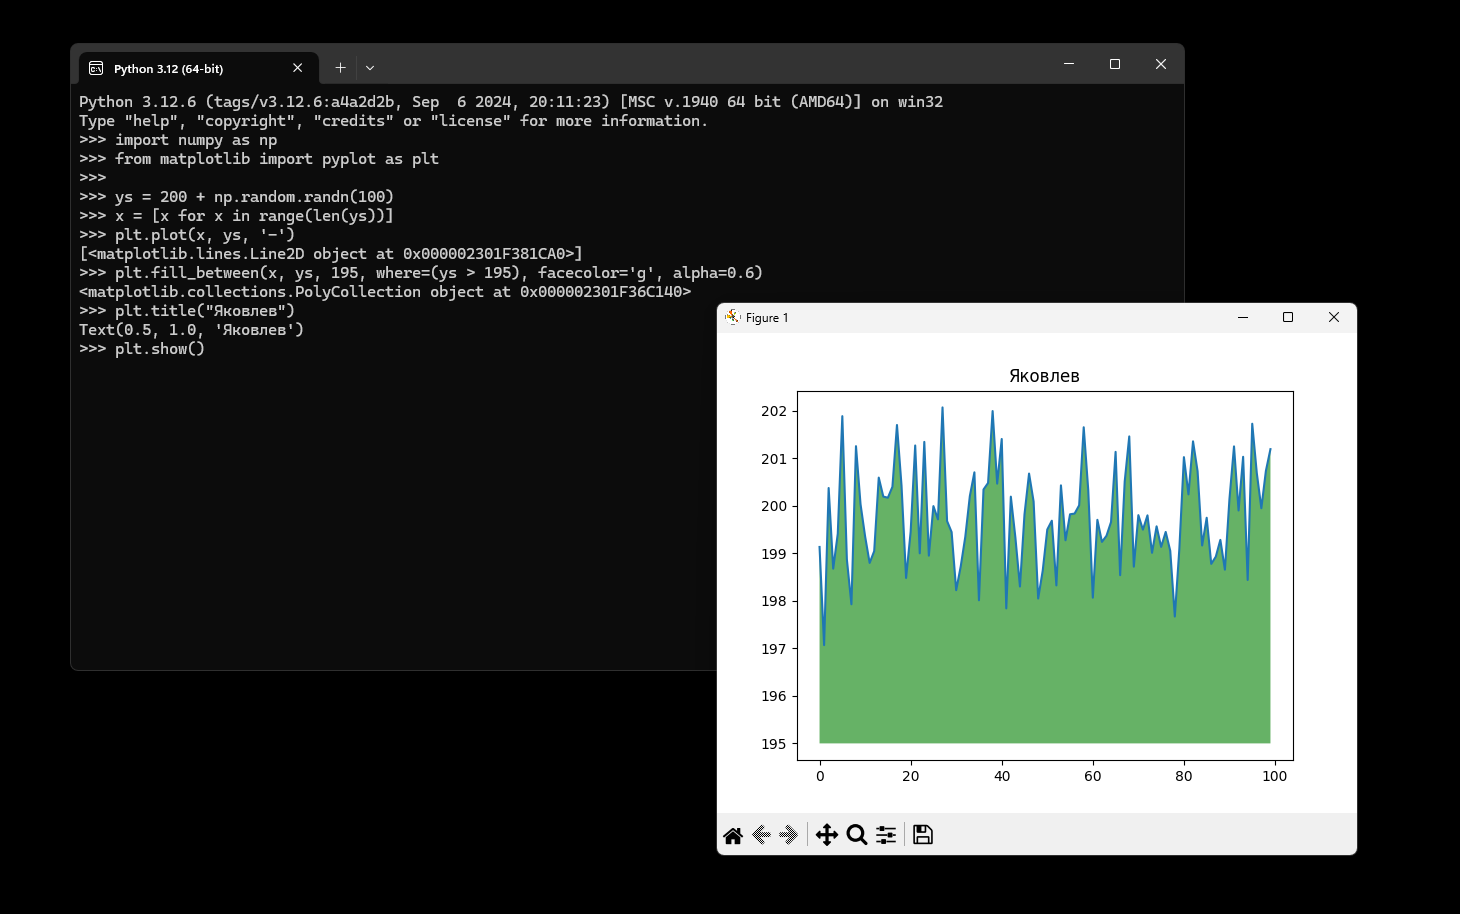 Python 3.12 (64-bit)
Python 3.12.6 (tags/v3.12.6:a4a2d2b, Sep  6 2024, 20:11:23) [MSC v.1940 64 bit (AMD64)] on win32
Type "help", "copyright", "credits" or "license" for more information.
>>> import numpy as np
>>> from matplotlib import pyplot as plt
>>>
>>> ys = 200 + np.random.randn(100)
>>> x = [x for x in range(len(ys))]
>>> plt.plot(x, ys, '-')
[<matplotlib.lines.Line2D object at 0x000002301F381CA0>]
>>> plt.fill_between(x, ys, 195, where=(ys > 195), facecolor='g', alpha=0.6)
<matplotlib.collections.PolyCollection object at 0x000002301F36C140>
>>> plt.title("Яковлев")
Text(0.5, 1.0, 'Яковлев')
>>> plt.show()
Figure 1
Яковлев
202
201
200
199
198
197
196
195
0 20 40 60 80 100